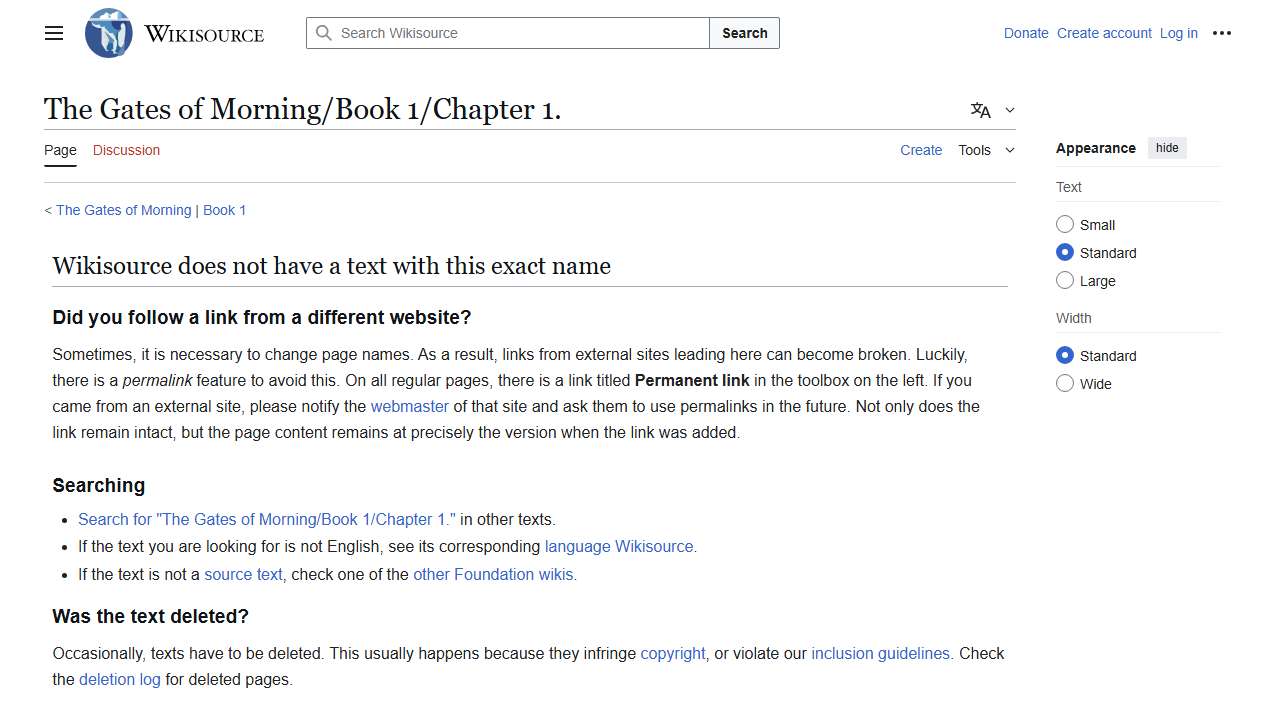 WIKISOURCE
Search Wikisource
Search
Donate Create account Log in
The Gates of Morning/Book 1/Chapter 1.
Page Discussion
Create Tools
< The Gates of Morning | Book 1
Wikisource does not have a text with this exact name
Did you follow a link from a different website?
Sometimes, it is necessary to change page names. As a result, links from external sites leading here can become broken. Luckily,
there is a permalink feature to avoid this. On all regular pages, there is a link titled Permanent link in the toolbox on the left. If you
came from an external site, please notify the webmaster of that site and ask them to use permalinks in the future. Not only does the
link remain intact, but the page content remains at precisely the version when the link was added.
Searching
• Search for "The Gates of Morning/Book 1/Chapter 1." in other texts.
• If the text you are looking for is not English, see its corresponding language Wikisource.
• If the text is not a source text, check one of the other Foundation wikis.
Was the text deleted?
Occasionally, texts have to be deleted. This usually happens because they infringe copyright, or violate our inclusion guidelines. Check
the deletion log for deleted pages.
Appearance hide
Text
Small
Standard
Large
Width
Standard
Wide